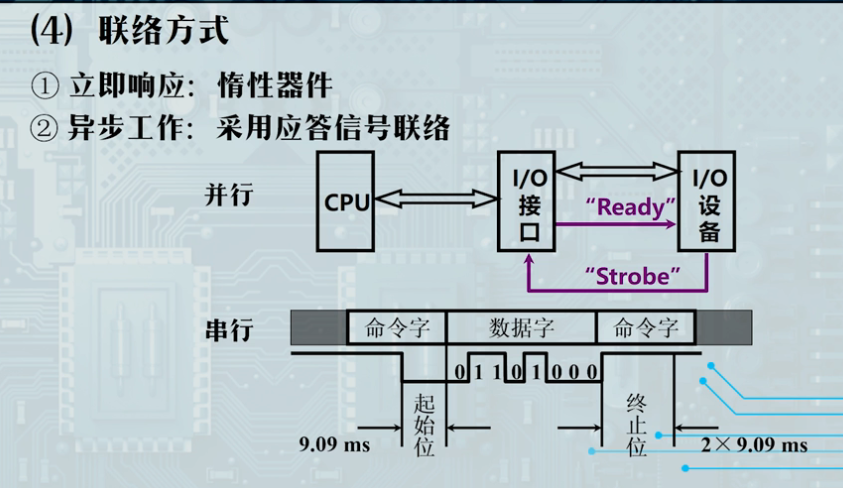 (4) 联络方式
① 立即响应：惰性器件
② 异步工作：采用应答信号联络
并行
CPU
I/O
接
口
I/O
设
备
“Ready”
“Strobe”
串行
命令字 数据字 命令字
0 1 1 0 1 0 0 0
起
始
位
终
止
位
9.09 ms
2×9.09 ms